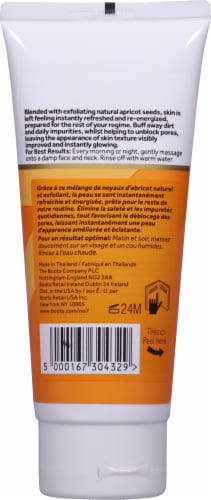 Blended with exfoliating natural apricot seeds, skin is
left feeling instantly refreshed and re-energized,
prepared for the rest of your regime. Buff away dirt
and daily impurities, whilst helping to unblock pores,
leaving the appearance of skin texture visibly
improved and instantly glowing.
For Best Results: Every morning or night, gently massage
onto a damp face and neck. Rinse off with warm water.
Grâce à ce mélange de noyaux d'abricot naturel
et exfoliant, la peau se sent instantanément
rafraîchie et énergisée, prête pour le reste de
votre routine. Élimine la saleté et les impuretés
quotidiennes, tout favorisant le déblocage des
pores, laissant instantanément une peau
d'apparence améliorée et éclatante.
Pour un résultat optimal: Matin et soir, massez
doucement sur un visage et un cou humides.
Rincez à l'eau chaude.
Made in Thailand / Fabriqué en Thaïlande
The Boots Company PLC
Nottingham England NG2 3AA
Boots Retail Ireland Dublin 24 Ireland
Dist. in the USA by / aux É.-U. par
Boots Retail USA Inc.
New York NY 10005
www.boots.com/no7
24M
Peel here
5 000167 304329 >